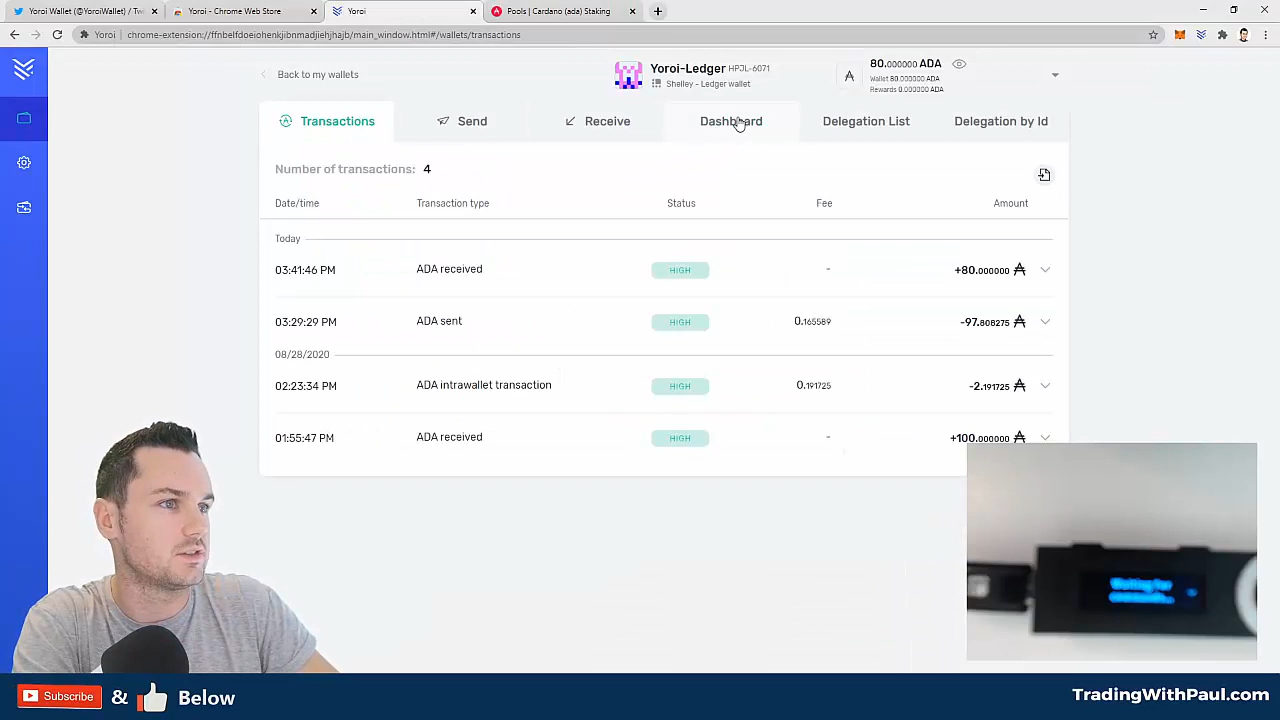 Yoroi Wallet (@YoroiWallet) / Twi
Yoroi - Chrome Web Store
Yoroi
Pools | Cardano (ada) Staking
Yoroi | chrome-extension://ffnbelfdoeiohenkjibnmadjiehjhajb/main_window.html#/wallets/transactions
Back to my wallets
Yoroi-Ledger HPJL-6071
Shelley - Ledger wallet
80.000000 ADA
Wallet 80.000000 ADA
Rewards 0.000000 ADA
Transactions Send Receive Dashboard Delegation List Delegation by Id
Number of transactions: 4
Date/time Transaction type Status Fee Amount
Today
03:41:46 PM ADA received HIGH - +80.000000 ₳
03:29:29 PM ADA sent HIGH 0.165589 -97.808275 ₳
08/28/2020
02:23:34 PM ADA intrawallet transaction HIGH 0.191725 -2.191725 ₳
01:55:47 PM ADA received HIGH - +100.000000 ₳
Waiting for
Subscribe & Below
TradingWithPaul.com